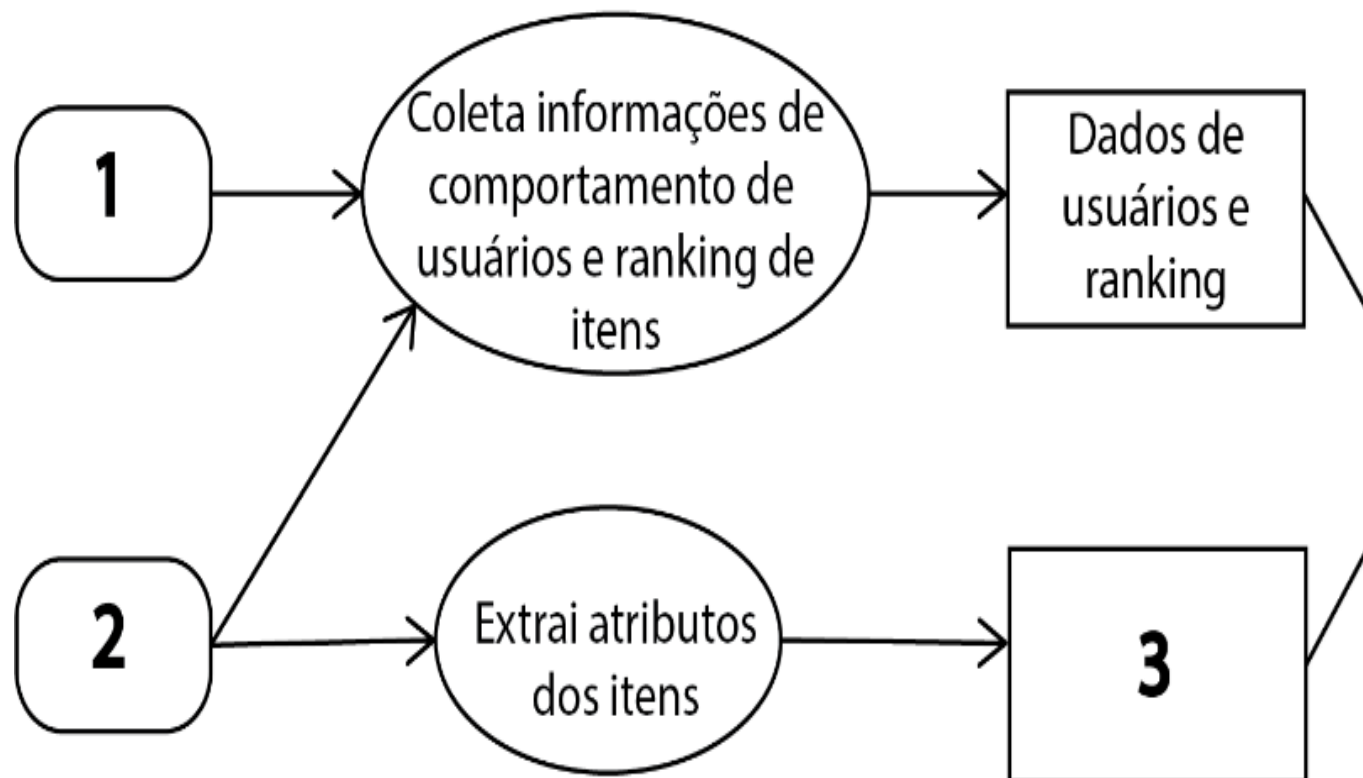 1
Coleta informações de
comportamento de
usuários e ranking de
itens
Dados de
usuários e
ranking
2
Extrai atributos
dos itens
3